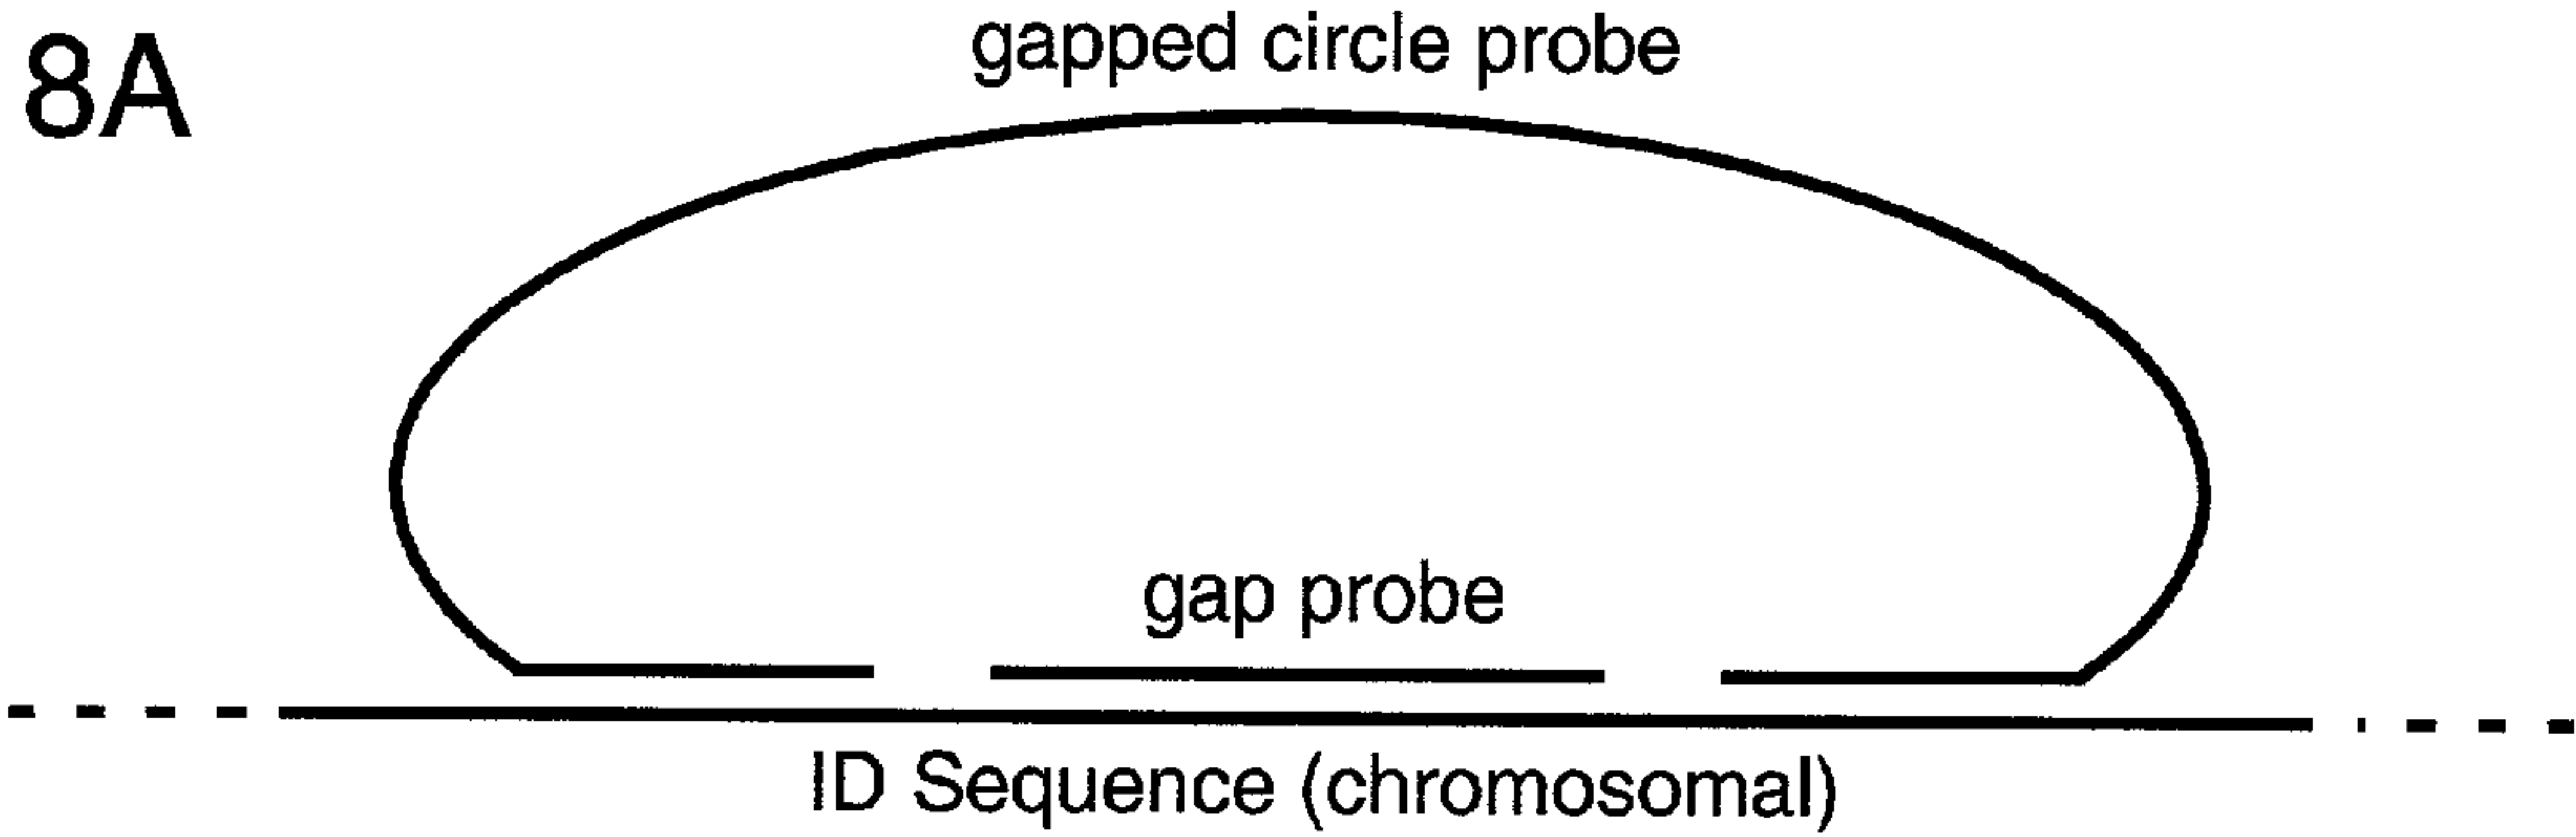 8A
gapped circle probe
gap probe
ID Sequence (chromosomal)